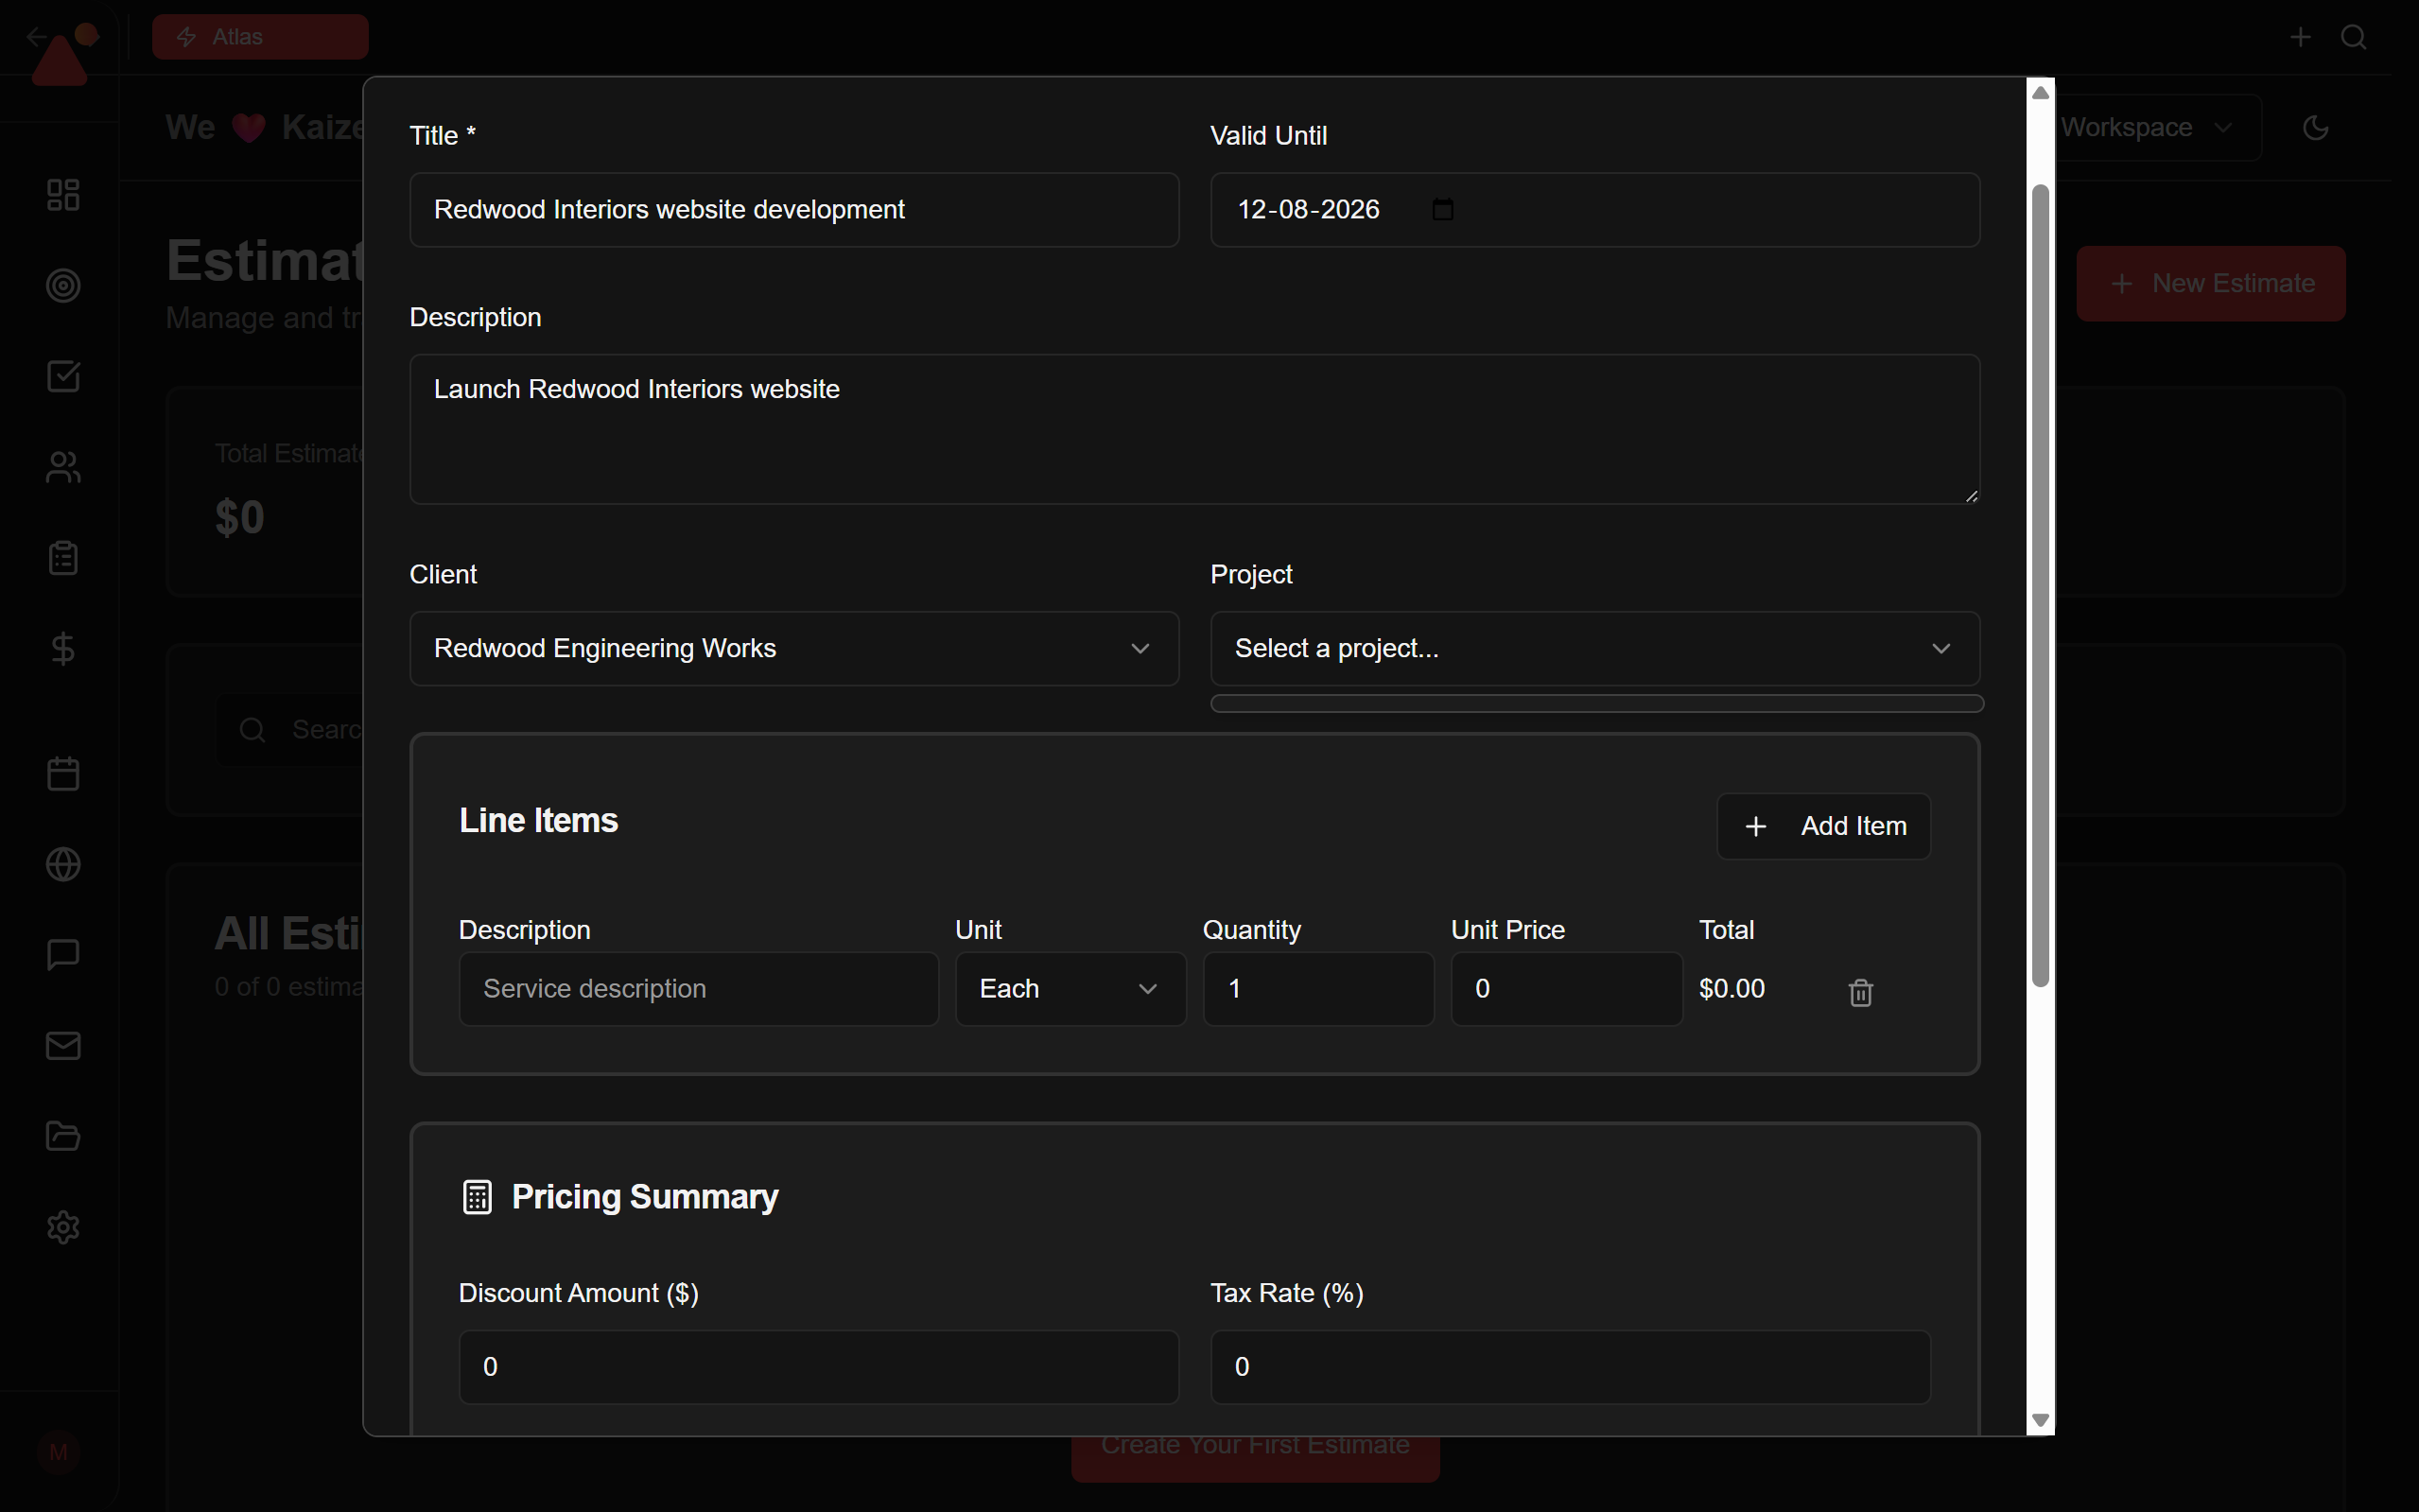 Atlas
We ❤ Kaize
Workspace
Title *
Valid Until
Redwood Interiors website development
12-08-2026
Estimat
Manage and tr
New Estimate
Description
Launch Redwood Interiors website
Total Estimate
$0
Client
Project
Redwood Engineering Works
Select a project...
Searc
Line Items
Add Item
All Esti
0 of 0 estima
Description
Unit
Quantity
Unit Price
Total
Service description
Each
1
0
$0.00
Pricing Summary
Discount Amount ($)
Tax Rate (%)
0
0
Create Your First Estimate
M